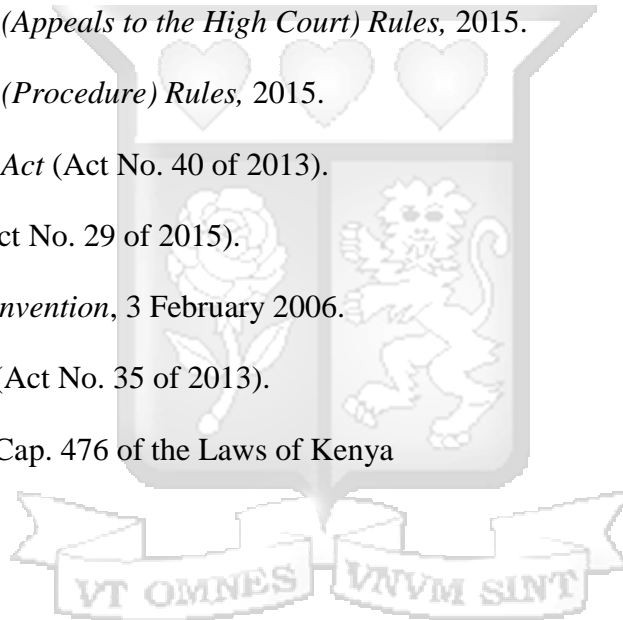 (Appeals to the High Court) Rules, 2015.
(Procedure) Rules, 2015.
Act (Act No. 40 of 2013).
ct No. 29 of 2015).
nvention, 3 February 2006.
(Act No. 35 of 2013).
Cap. 476 of the Laws of Kenya
VT OMNES VNVM SINT